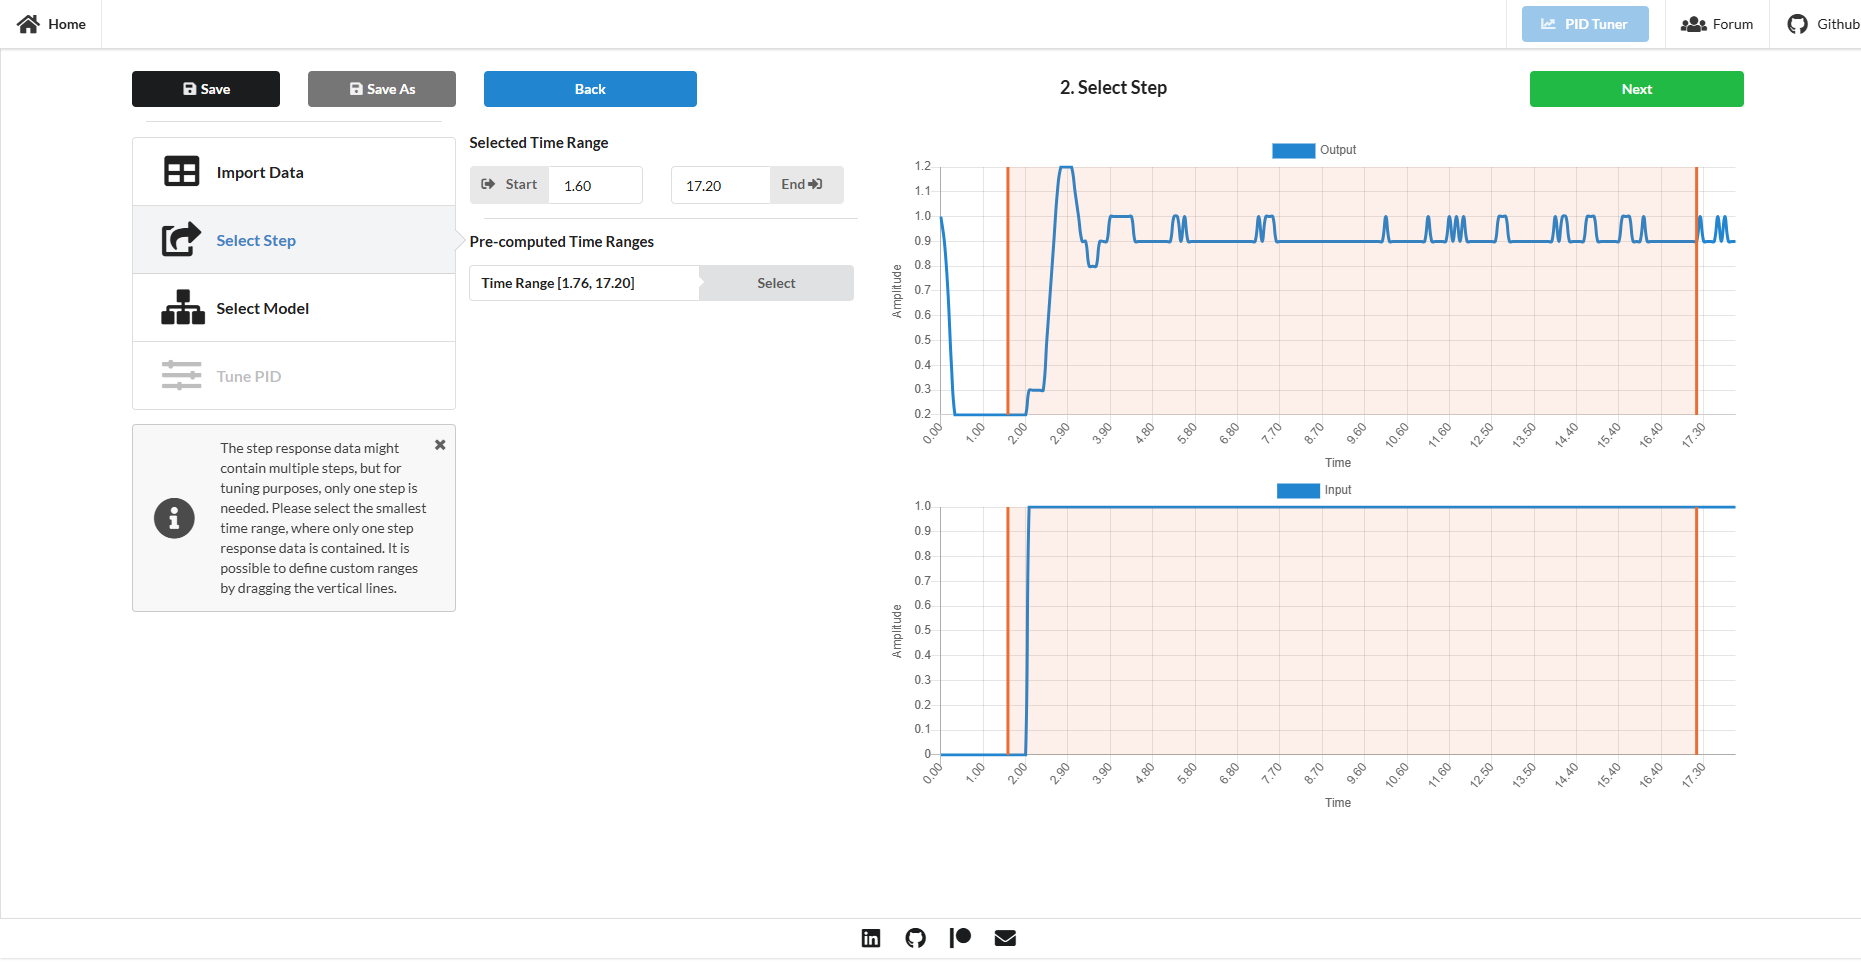 Home
PID Tuner
Forum
Github
Save
Save As
Back
2. Select Step
Next
Import Data
Select Step
Select Model
Tune PID
The step response data might
contain multiple steps, but for
tuning purposes, only one step is
needed. Please select the smallest
time range, where only one step
response data is contained. It is
possible to define custom ranges
by dragging the vertical lines.
Selected Time Range
Start
1.60
17.20
End
Pre-computed Time Ranges
Time Range [1.76, 17.20]
Select
Output
Amplitude
1.2
1.1
1.0
0.9
0.8
0.7
0.6
0.5
0.4
0.3
0.2
0.00
1.00
2.00
2.90
3.90
4.80
5.80
6.80
7.70
8.70
9.60
10.60
11.60
12.50
13.50
14.40
15.40
16.40
17.30
Time
Input
Amplitude
1.0
0.9
0.8
0.7
0.6
0.5
0.4
0.3
0.2
0.1
0
0.00
1.00
2.00
2.90
3.90
4.80
5.80
6.80
7.70
8.70
9.60
10.60
11.60
12.50
13.50
14.40
15.40
16.40
17.30
Time